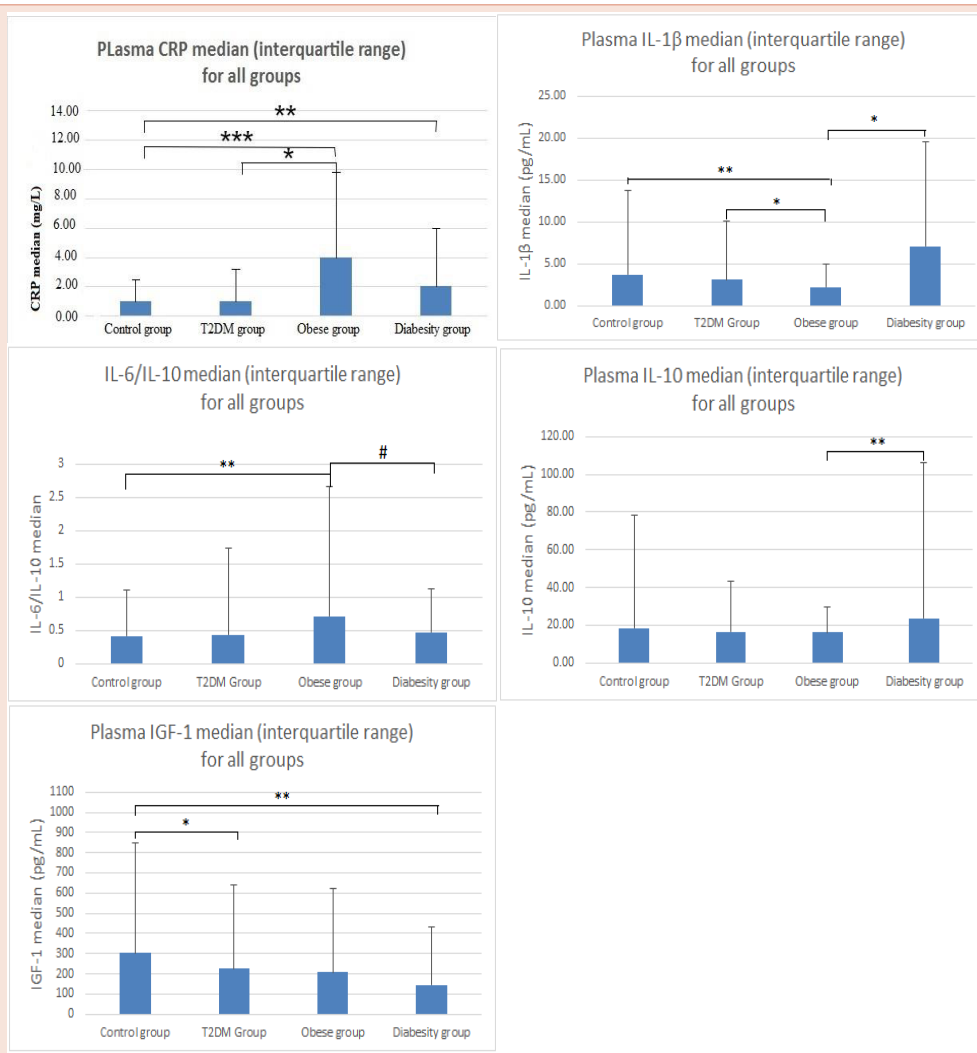 PLasma CRP median (interquartile range)
for all groups
CRP median (mg/L)
14.00
12.00
10.00
8.00
6.00
4.00
2.00
0.00
**
***
*
Control group
T2DM group
Obese group
Diabesity group
Plasma IL-1β median (interquartile range)
for all groups
IL-1β median (pg/mL)
25.00
20.00
15.00
10.00
5.00
0.00
*
**
*
Control group
T2DM Group
Obese group
Diabesity group
IL-6/IL-10 median (interquartile range)
for all groups
IL-6/IL-10 median
3
2.5
2
1.5
1
0.5
0
**
#
Control group
T2DM Group
Obese group
Diabesity group
Plasma IL-10 median (interquartile range)
for all groups
IL-10 median (pg/mL)
120.00
100.00
80.00
60.00
40.00
20.00
0.00
**
Control group
T2DM Group
Obese group
Diabesity group
Plasma IGF-1 median (interquartile range)
for all groups
IGF-1 median (pg/mL)
1100
1000
900
800
700
600
500
400
300
200
100
0
**
*
Control group
T2DM Group
Obese group
Diabesity group